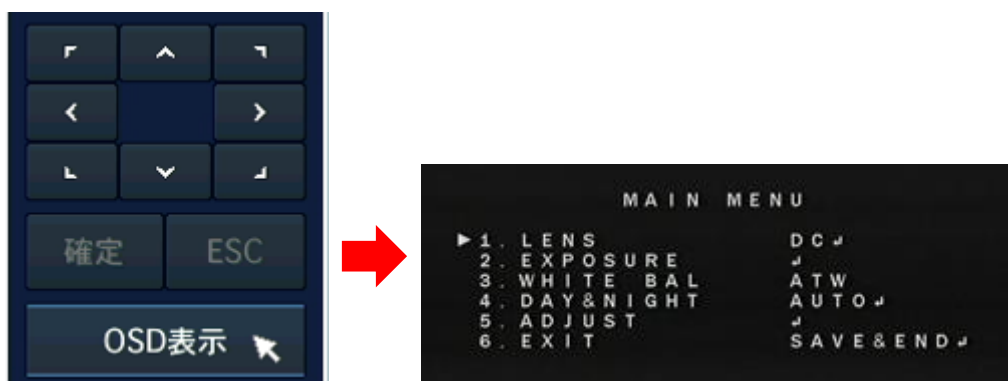 確定
ESC
OSD表示
MAIN MENU
1. LENS DC↲
2. EXPOSURE ↲
3. WHITE BAL ATW
4. DAY&NIGHT AUTO↲
5. ADJUST ↲
6. EXIT SAVE&END↲